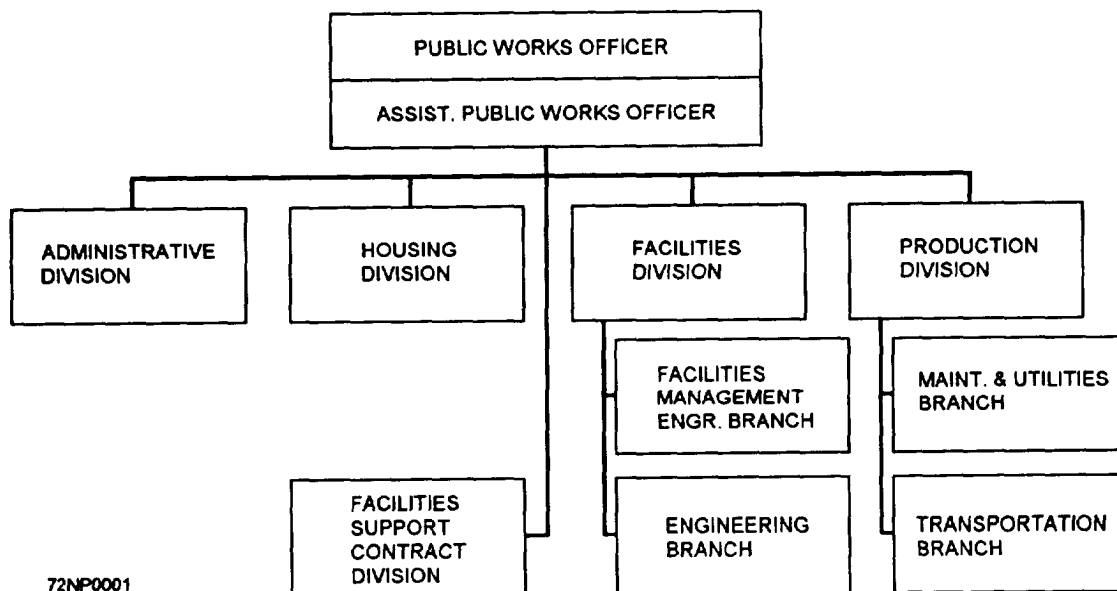 PUBLIC WORKS OFFICER
ASSIST. PUBLIC WORKS OFFICER
ADMINISTRATIVE
DIVISION
HOUSING
DIVISION
FACILITIES
DIVISION
PRODUCTION
DIVISION
FACILITIES
MANAGEMENT
ENGR. BRANCH
MAINT. & UTILITIES
BRANCH
FACILITIES
SUPPORT
CONTRACT
DIVISION
ENGINEERING
BRANCH
TRANSPORTATION
BRANCH
72NP0001